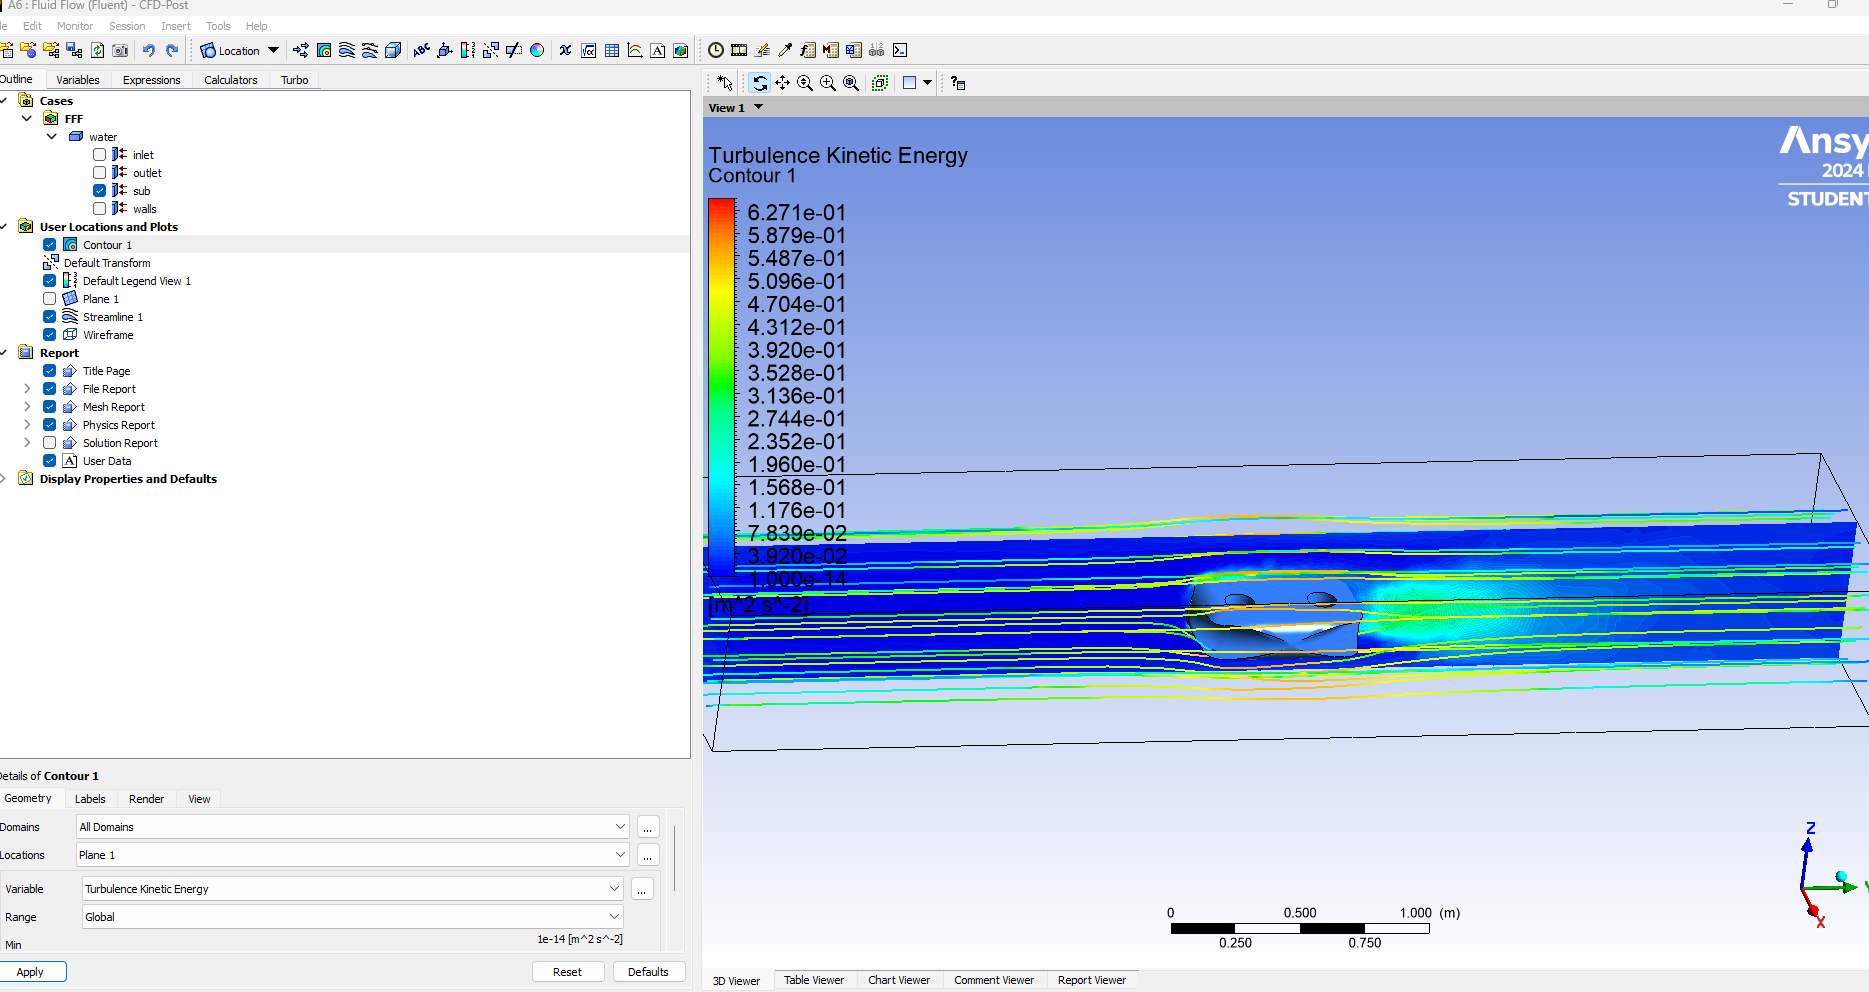 A6 : Fluid Flow (Fluent) - CFD-Post
Edit Monitor Session Insert Tools Help
Location
Outline Variables Expressions Calculators Turbo
Cases
FFF
water
inlet
outlet
sub
walls
User Locations and Plots
Contour 1
Default Transform
Default Legend View 1
Plane 1
Streamline 1
Wireframe
Report
Title Page
File Report
Mesh Report
Physics Report
Solution Report
User Data
Display Properties and Defaults
Details of Contour 1
Geometry Labels Render View
Domains All Domains ...
Locations Plane 1 ...
Variable Turbulence Kinetic Energy ...
Range Global
Min 1e-14 [m^2 s^-2]
Apply Reset Defaults
View 1
Turbulence Kinetic Energy
Contour 1
6.271e-01
5.879e-01
5.487e-01
5.096e-01
4.704e-01
4.312e-01
3.920e-01
3.528e-01
3.136e-01
2.744e-01
2.352e-01
1.960e-01
1.568e-01
1.176e-01
7.839e-02
3.920e-02
1.000e-14
[m^2 s^-2]
Ansy
2024
STUDENT
Z
X
0 0.500 1.000 (m)
0.250 0.750
3D Viewer Table Viewer Chart Viewer Comment Viewer Report Viewer